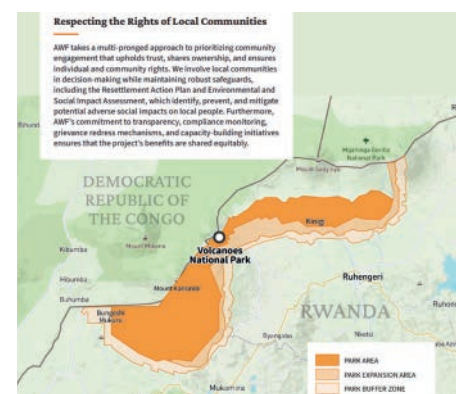 Respecting the Rights of Local Communities
AWF takes a multi-pronged approach to prioritizing community
engagement that upholds trust, shares ownership, and ensures
individual and community rights. We involve local communities
in decision-making while maintaining robust safeguards,
including the Resettlement Action Plan and Environmental and
Social Impact Assessment, which identify, prevent, and mitigate
potential adverse social impacts on local people. Furthermore,
AWF's commitment to transparency, compliance monitoring,
grievance redress mechanisms, and capacity-building initiatives
ensures that the project's benefits are shared equitably.
Mgahinga Gorilla
National Park
DEMOCRATIC
REPUBLIC OF
THE CONGO
Kinigi
Mount Mikeno
Volcanoes
National Park
Kibumba
Ruhengeri
Mount Karisimbi
Buhumba
RWANDA
Mukamira
PARK AREA
PARK EXPANSION AREA
PARK BUFFER ZONE